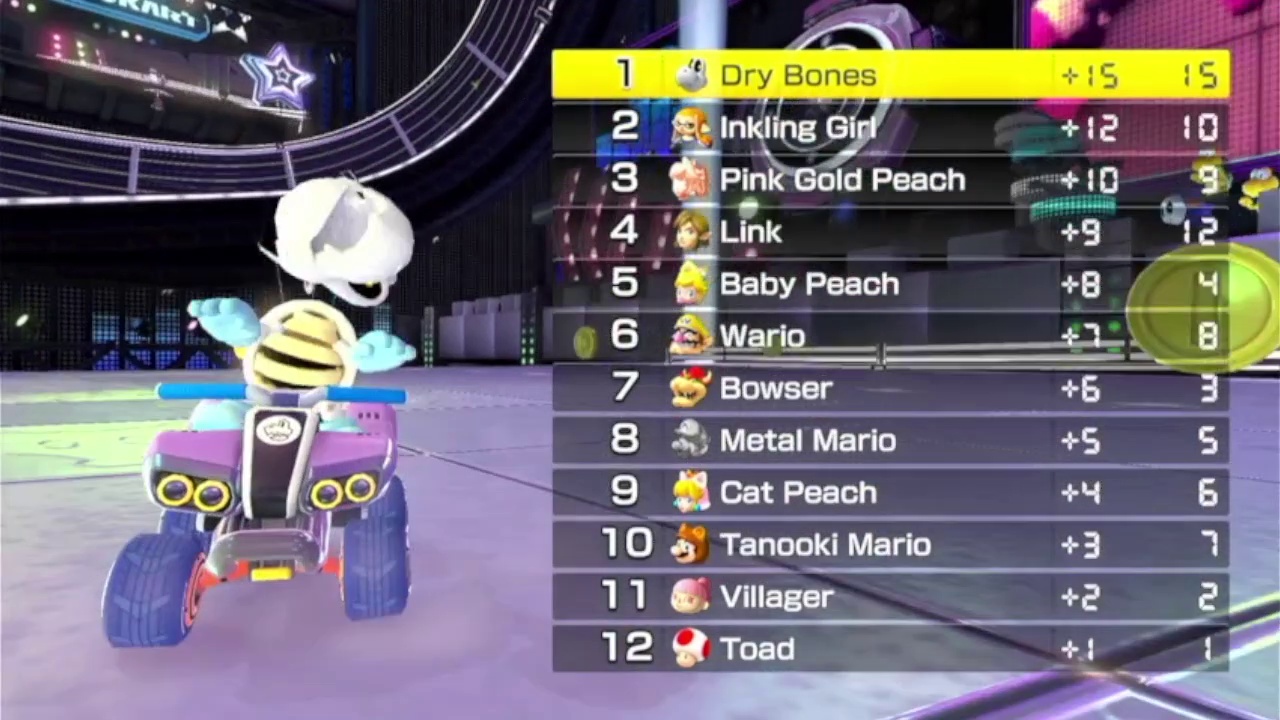 KART
1 Dry Bones +15 15
2 Inkling Girl +12 10
3 Pink Gold Peach +10 9
4 Link +9 12
5 Baby Peach +8 4
6 Wario +7 8
7 Bowser +6 3
8 Metal Mario +5 5
9 Cat Peach +4 6
10 Tanooki Mario +3 7
11 Villager +2 2
12 Toad +1 1